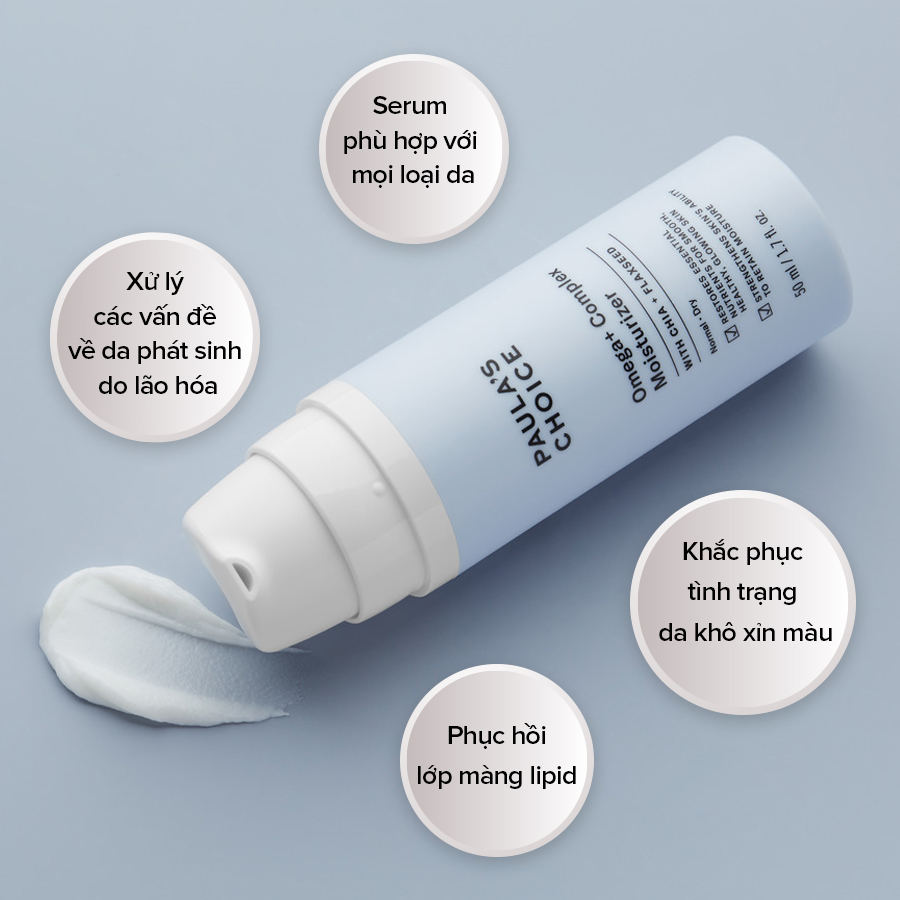 Serum
phù hợp với
mọi loại da
Xử lý
các vấn đề
về da phát sinh
do lão hóa
PAULA'S
CHOICE
Omega+ Complex
Moisturizer
WITH CHIA + FLAXSEED
Normal - Dry
RESTORES ESSENTIAL
NUTRIENTS FOR SMOOTH,
HEALTHY, GLOWING SKIN
STRENGTHENS SKIN'S ABILITY
TO RETAIN MOISTURE
50 ml / 1.7 fl. OZ.
Khắc phục
tình trạng
da khô xỉn màu
Phục hồi
lớp màng lipid